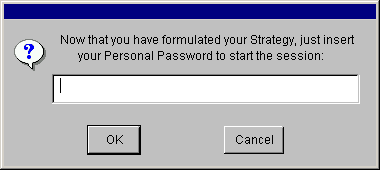 Now that you have formulated your Strategy, just insert
your Personal Password to start the session:
OK Cancel